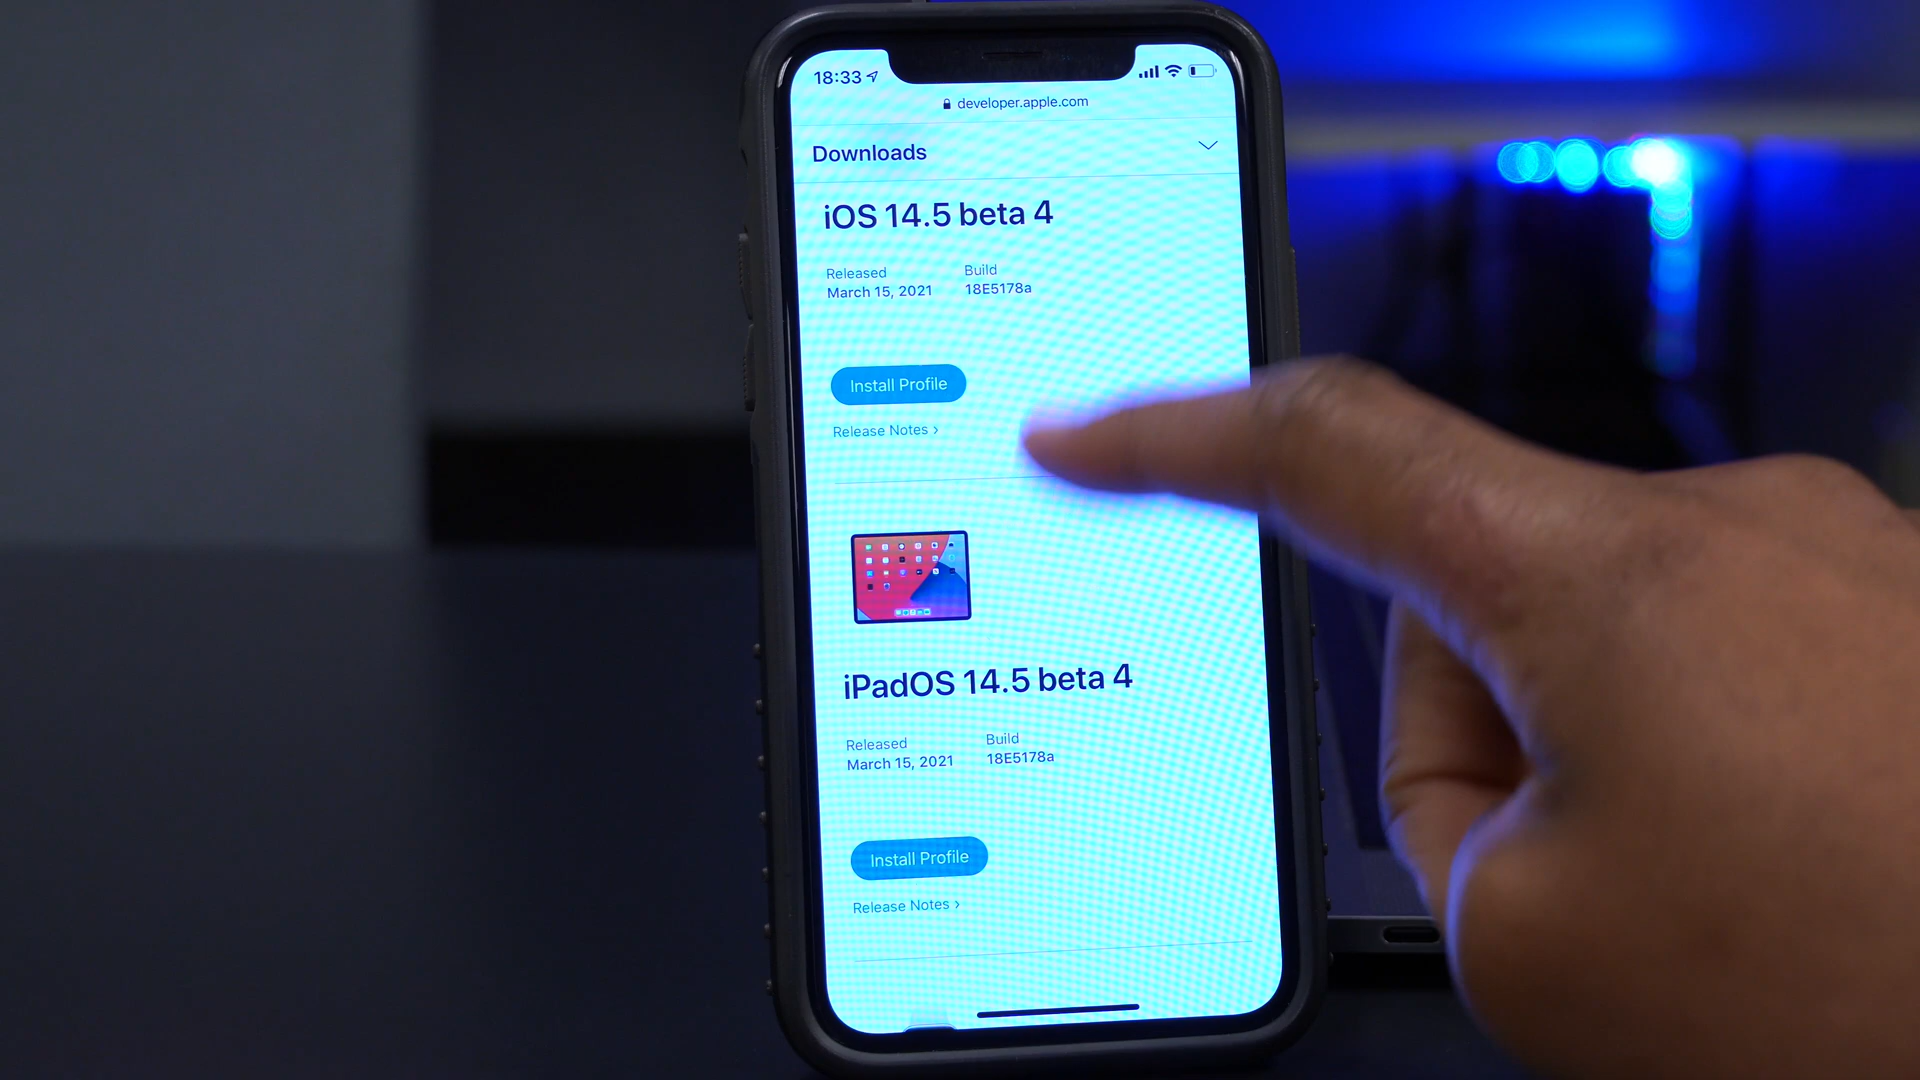 18:33
developer.apple.com
Downloads
iOS 14.5 beta 4
Released Build
March 15, 2021 18E5178a
Install Profile
Release Notes >
iPadOS 14.5 beta 4
Released Build
March 15, 2021 18E5178a
Install Profile
Release Notes >